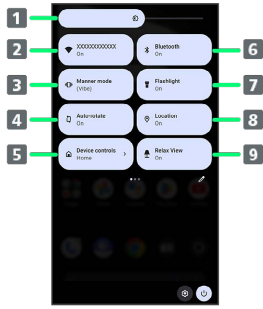 1
2
XXXXXXXXXXX
On
Bluetooth
On
6
3
Manner mode
(Vibe)
Flashlight
On
7
4
Auto-rotate
On
Location
On
8
5
Device controls
Home
Relax View
On
9